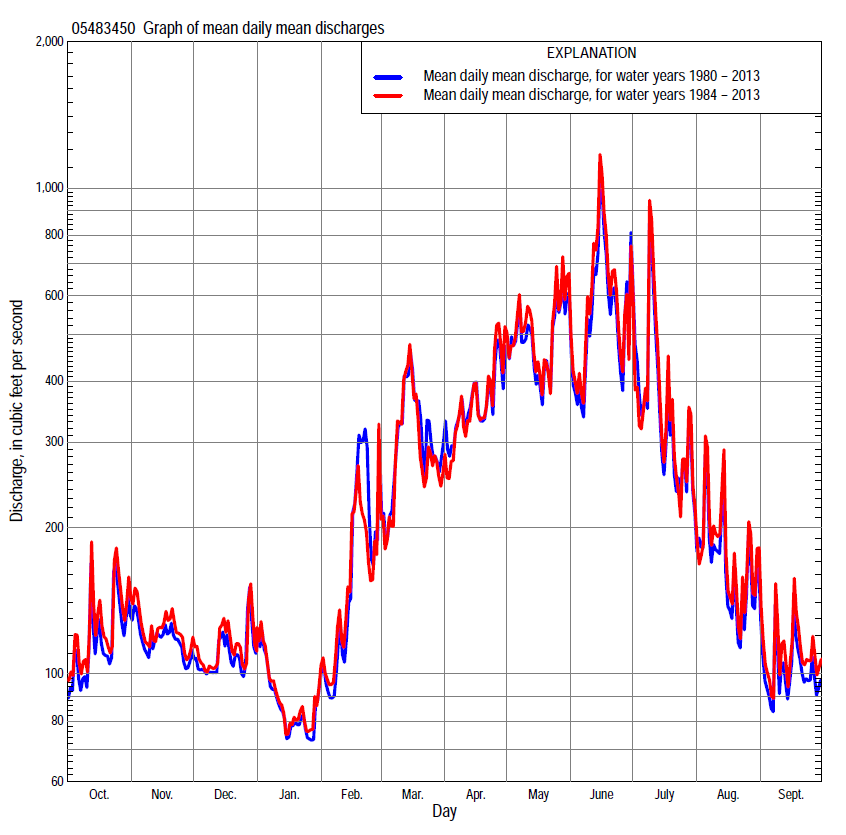 05483450 Graph of mean daily mean discharges
EXPLANATION
Mean daily mean discharge, for water years 1980 – 2013
Mean daily mean discharge, for water years 1984 – 2013
Discharge, in cubic feet per second
2,000
1,000
800
600
400
300
200
100
80
60
Oct. Nov. Dec. Jan. Feb. Mar. Apr. May June July Aug. Sept.
Day